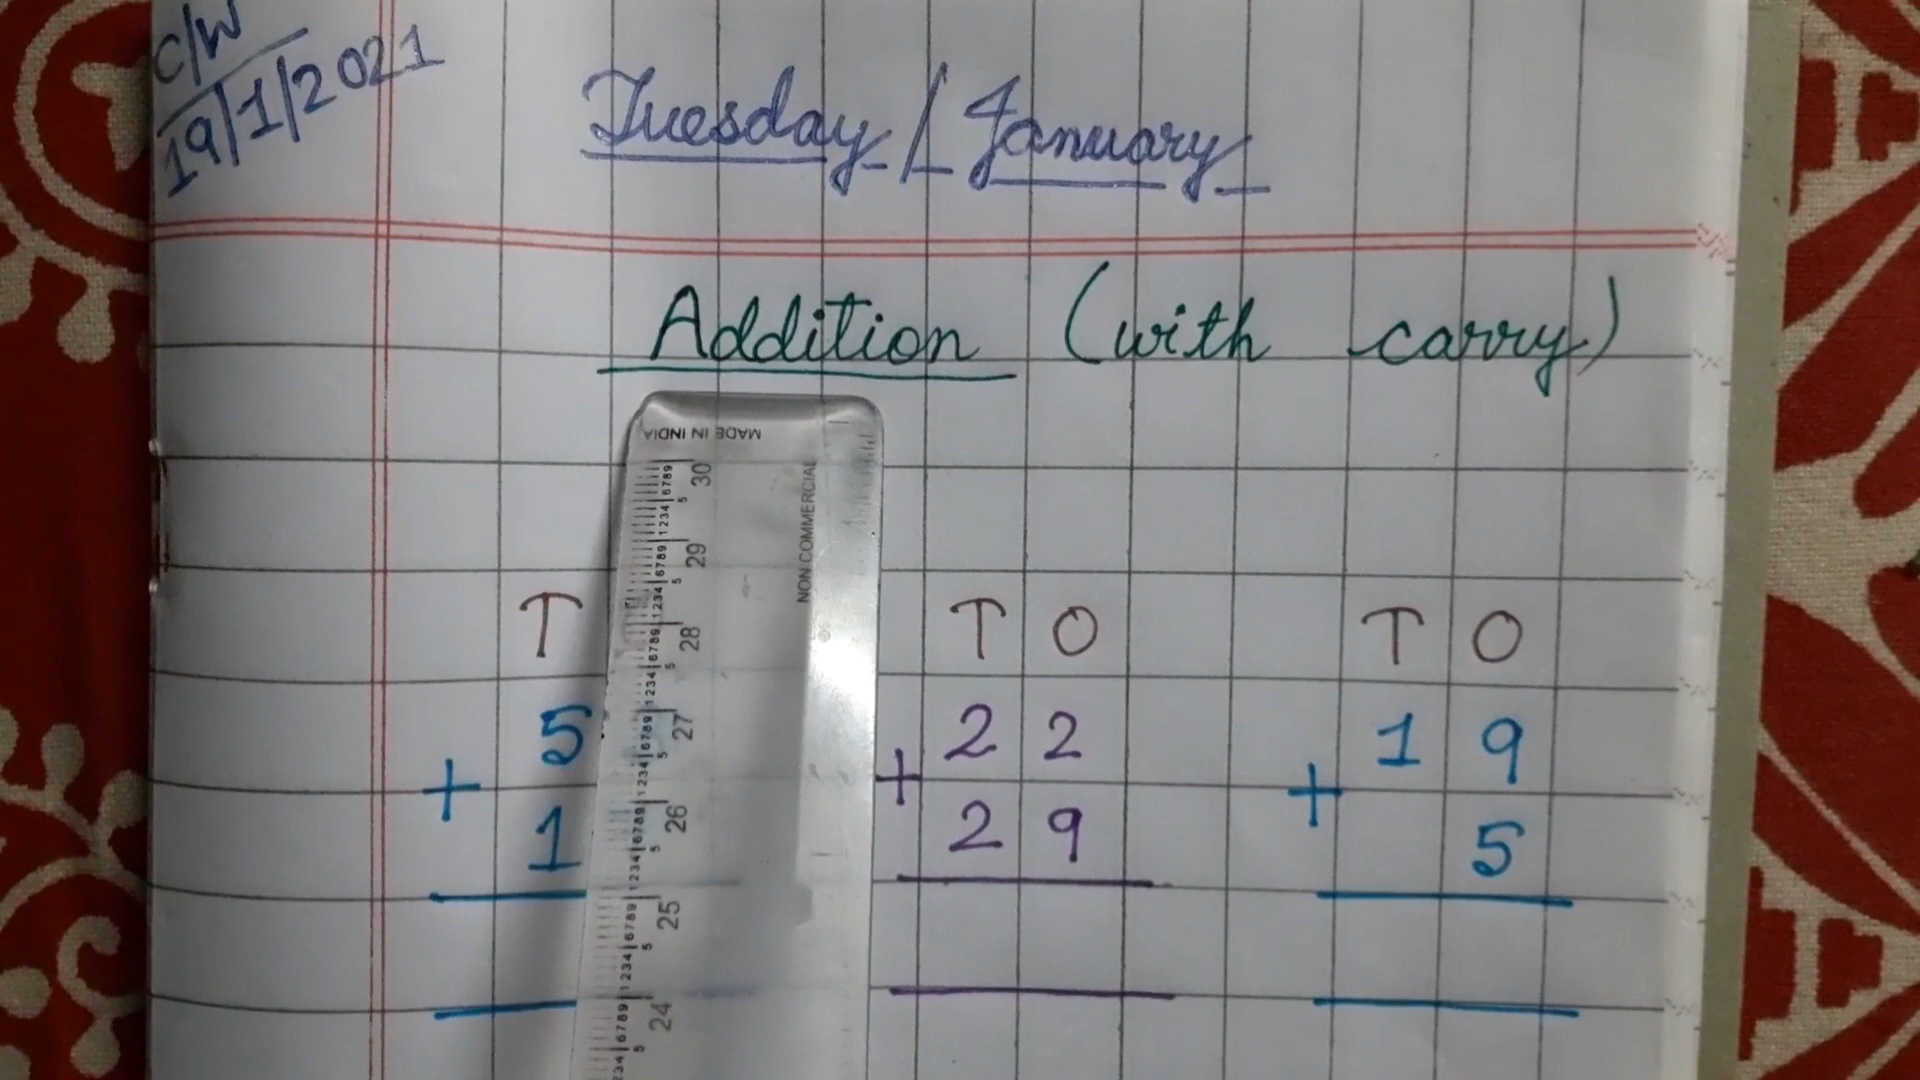 C/W
19/1/2021
Tuesday / January
Addition (with carry)
MADE IN INDIA
NON COMMERCIAL
30
29
28
27
26
25
24
T
T O
T O
5
2 2
1 9
+
+
+
1
2 9
5